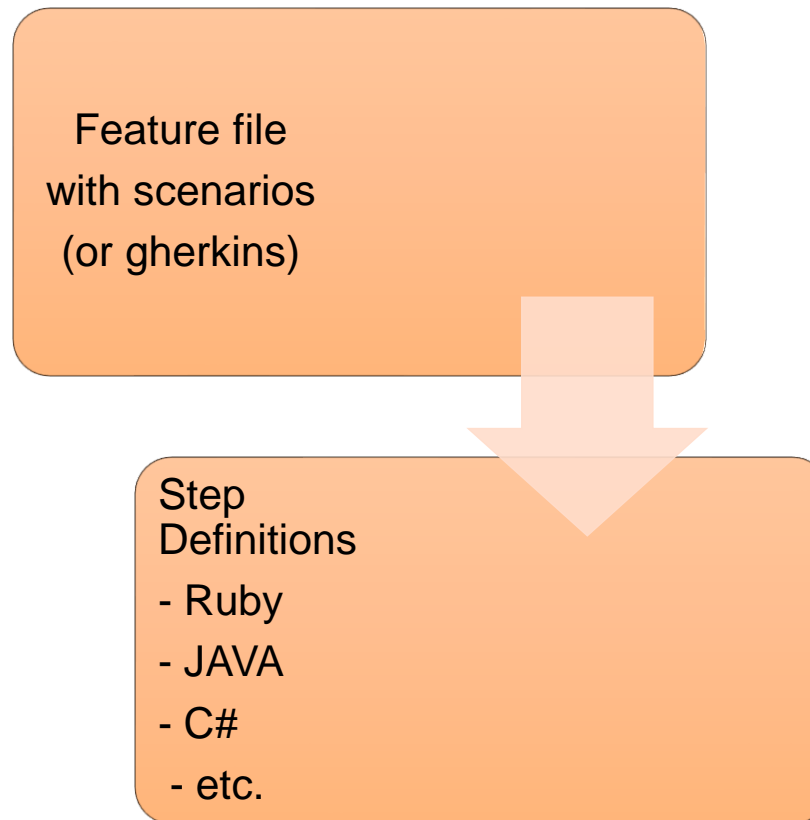 Feature file
with scenarios
(or gherkins)
Step
Definitions
- Ruby
- JAVA
- C#
- etc.